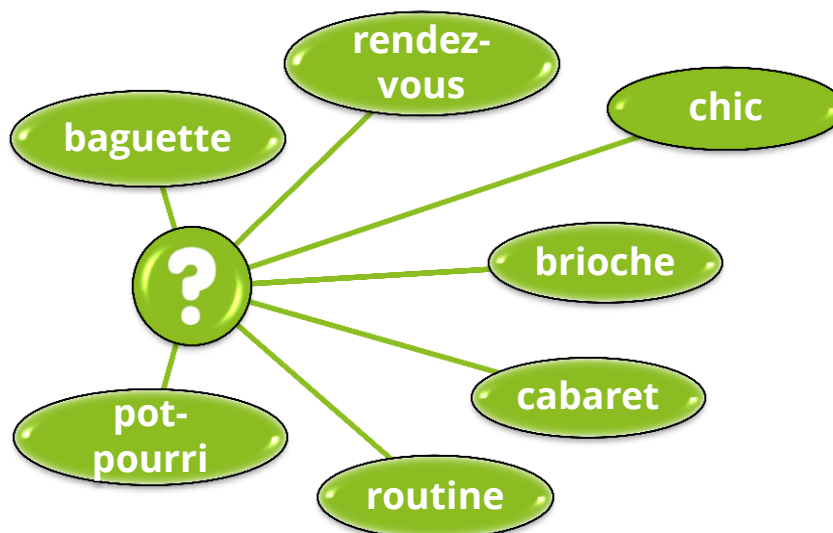 rendez-
vous
chic
baguette
brioche
?
cabaret
pot-
pourri
routine